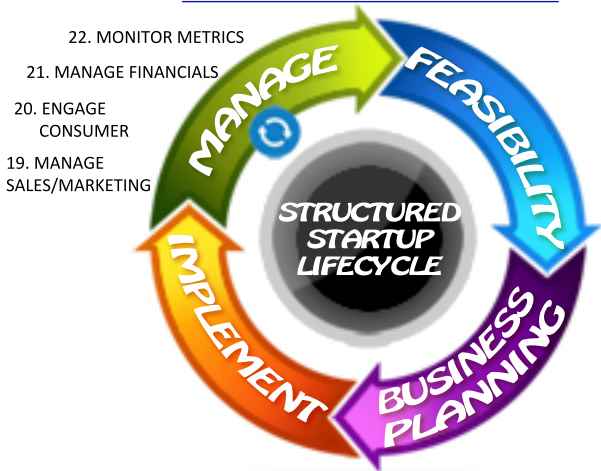 22. MONITOR METRICS
21. MANAGE FINANCIALS
20. ENGAGE
CONSUMER
19. MANAGE
SALES/MARKETING
MANAGE
FEASIBILITY
STRUCTURED
STARTUP
LIFECYCLE
IMPLEMENT
BUSINESS
PLANNING